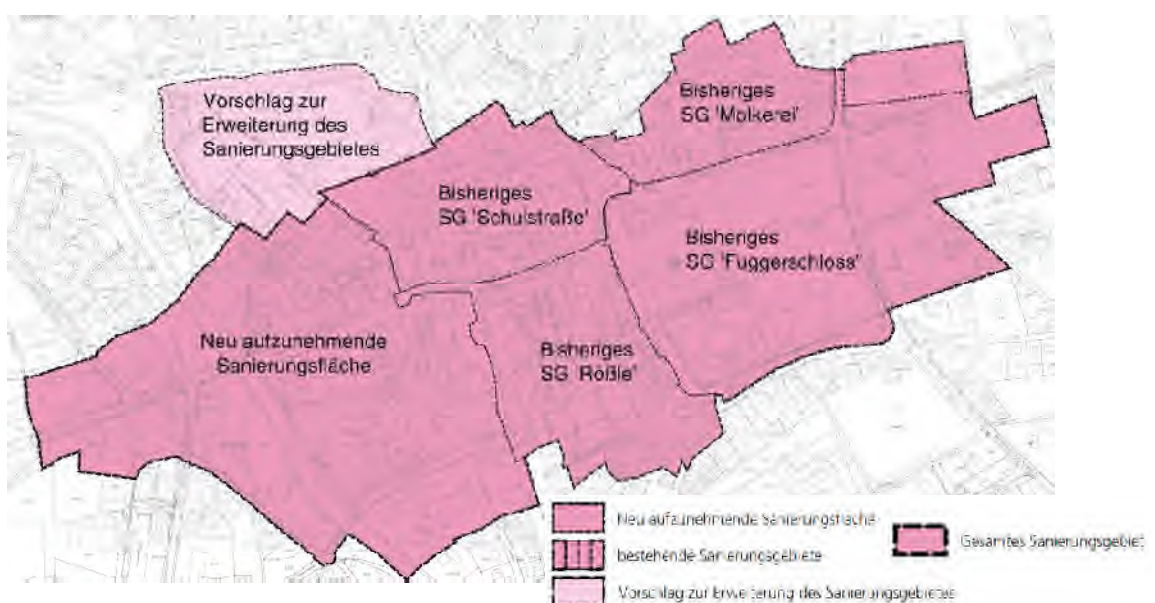 Vorschlag zur
Erweiterung des
Sanierungsgebietes
Bisheriges
SG 'Molkerei'
Bisheriges
SG 'Schulstraße'
Bisheriges
SG 'Fuggerschloss'
Neu aufzunehmende
Sanierungsfläche
Bisheriges
SG 'Rößle'
Neu aufzunehmende Sanierungsfläche
bestehende Sanierungsgebiete
Vorschlag zur Erweiterung des Sanierungsgebietes
Gesamtes Sanierungsgebiet